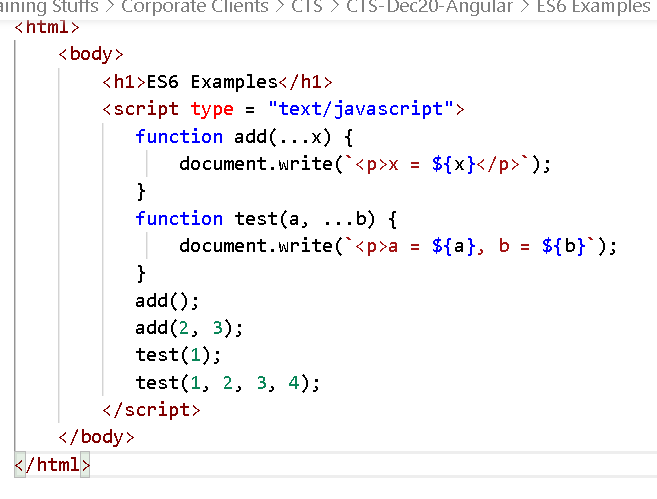 aining Stuffs > Corporate Clients > CTS > CTS-Dec20-Angular > ES6 Examples
<html>
    <body>
        <h1>ES6 Examples</h1>
        <script type = "text/javascript">
           function add(...x) {
               document.write(`<p>x = ${x}</p>`);
           }
           function test(a, ...b) {
               document.write(`<p>a = ${a}, b = ${b}`);
           }
           add();
           add(2, 3);
           test(1);
           test(1, 2, 3, 4);
        </script>
    </body>
</html>